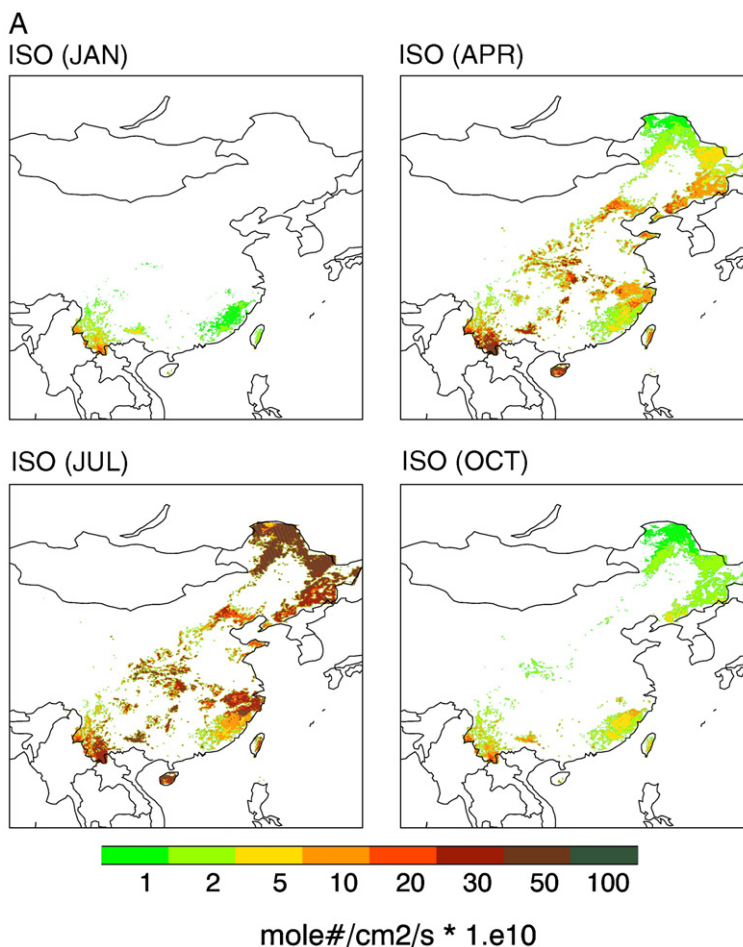 A
ISO (JAN)
ISO (APR)
ISO (JUL)
ISO (OCT)
1 2 5 10 20 30 50 100
mole#/cm2/s * 1.e10